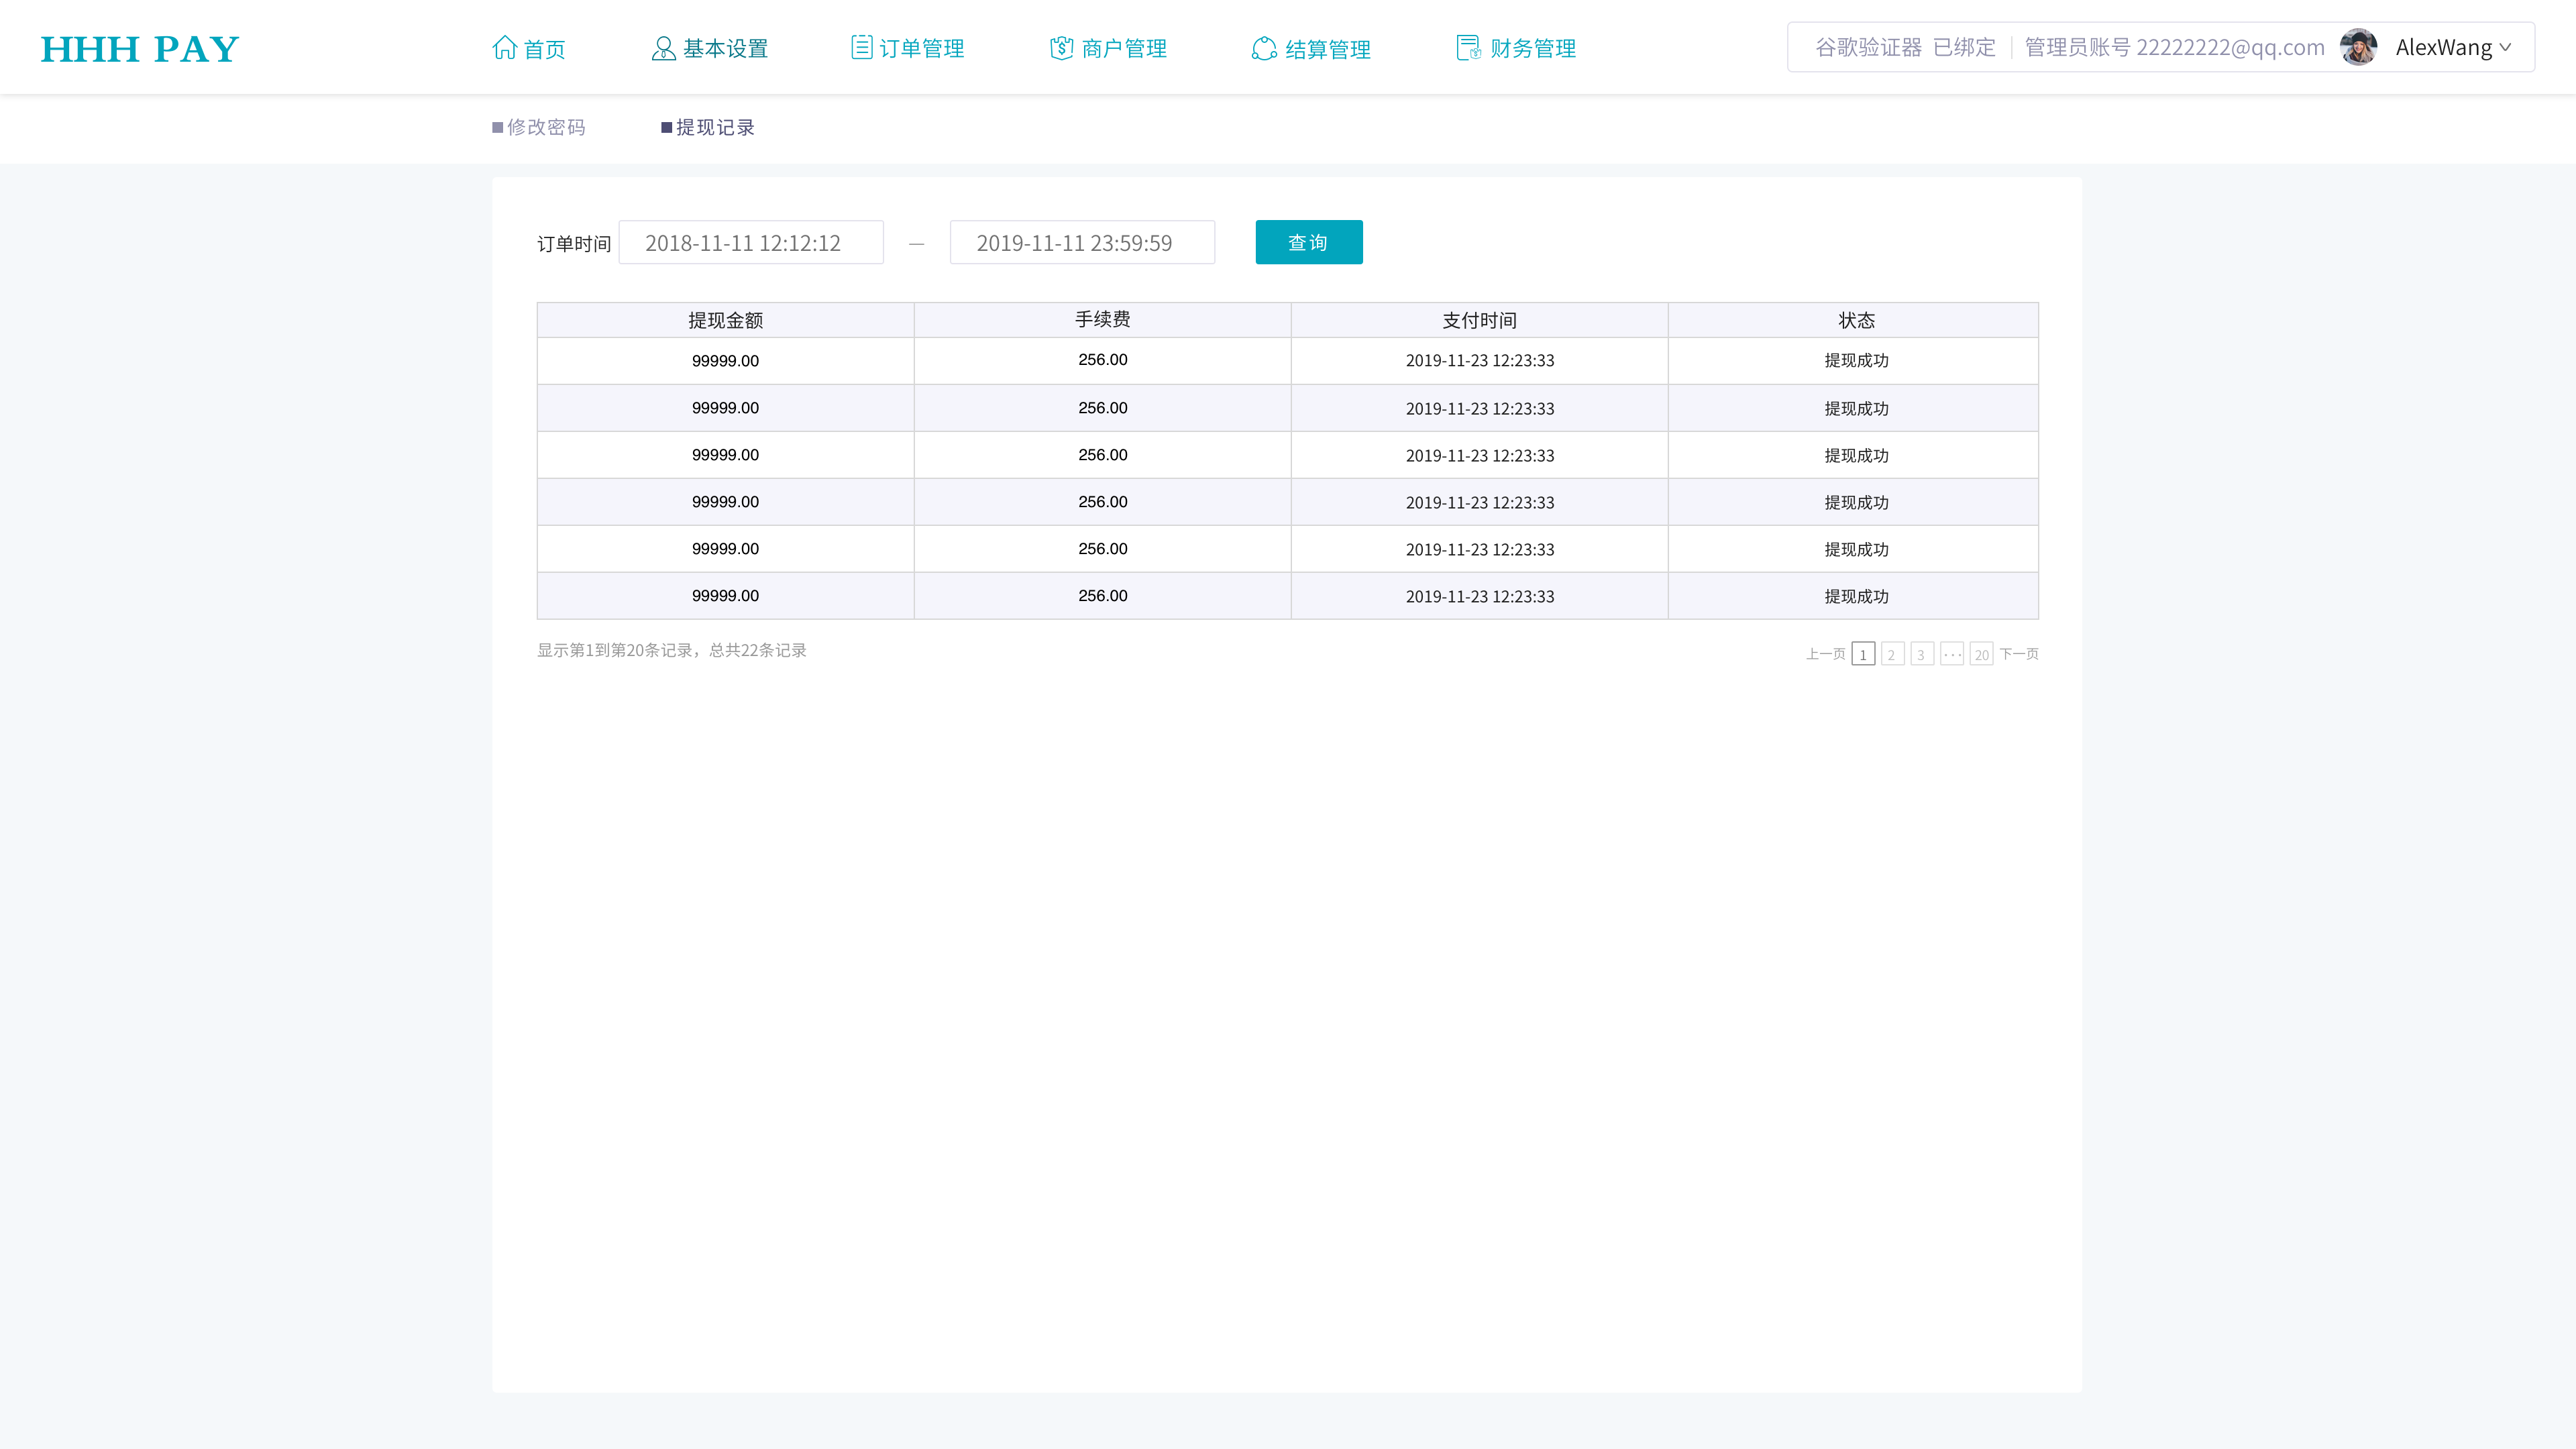 HHH PAY 首页 基本设置 订单管理 商户管理 结算管理 财务管理 谷歌验证器 已绑定 管理员账号 22222222@qq.com AlexWang
修改密码 提现记录
订单时间 2018-11-11 12:12:12 — 2019-11-11 23:59:59 查询
提现金额 手续费 支付时间 状态
99999.00 256.00 2019-11-23 12:23:33 提现成功
99999.00 256.00 2019-11-23 12:23:33 提现成功
99999.00 256.00 2019-11-23 12:23:33 提现成功
99999.00 256.00 2019-11-23 12:23:33 提现成功
99999.00 256.00 2019-11-23 12:23:33 提现成功
99999.00 256.00 2019-11-23 12:23:33 提现成功
显示第1到第20条记录，总共22条记录 上一页 1 2 3 ··· 20 下一页